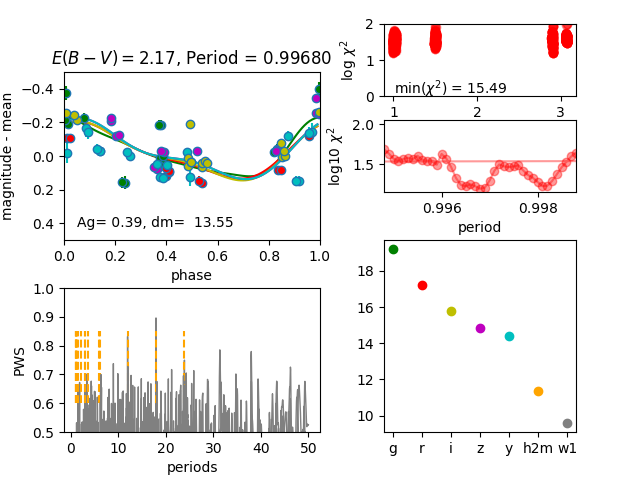 E(B − V) = 2.17, Period = 0.99680
magnitude - mean
−0.4
−0.2
0.0
0.2
0.4
Ag= 0.39, dm=  13.55
0.0 0.2 0.4 0.6 0.8 1.0
phase
log χ²
2
1
0
min(χ²) = 15.49
1 2 3
log10 χ²
2.0
1.5
0.996 0.998
period
PWS
1.0
0.9
0.8
0.7
0.6
0.5
0 10 20 30 40 50
periods
18
16
14
12
10
g r i z y h2m w1